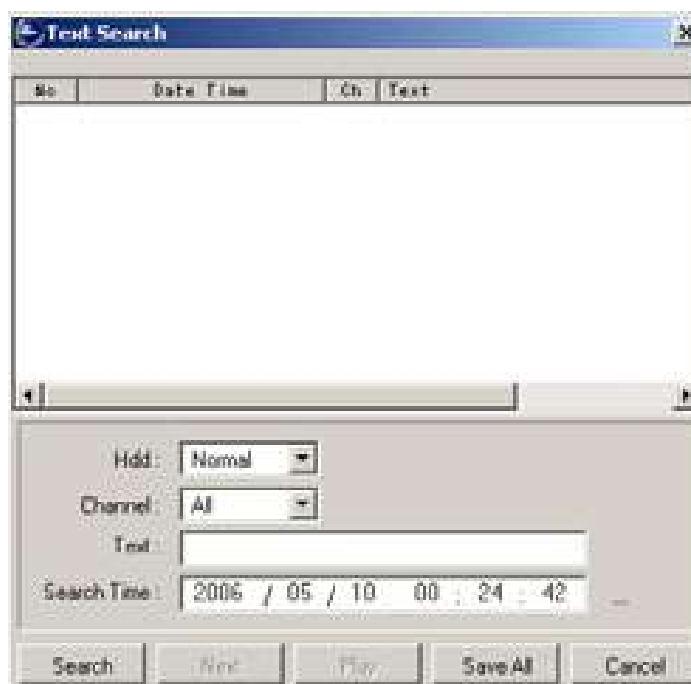 Text Search
No Date Time Ch Text
Hdd : Normal
Channel : All
Text :
Search Time : 2006 / 05 / 10 00 : 24 : 42 ...
Search Next Play Save All Cancel